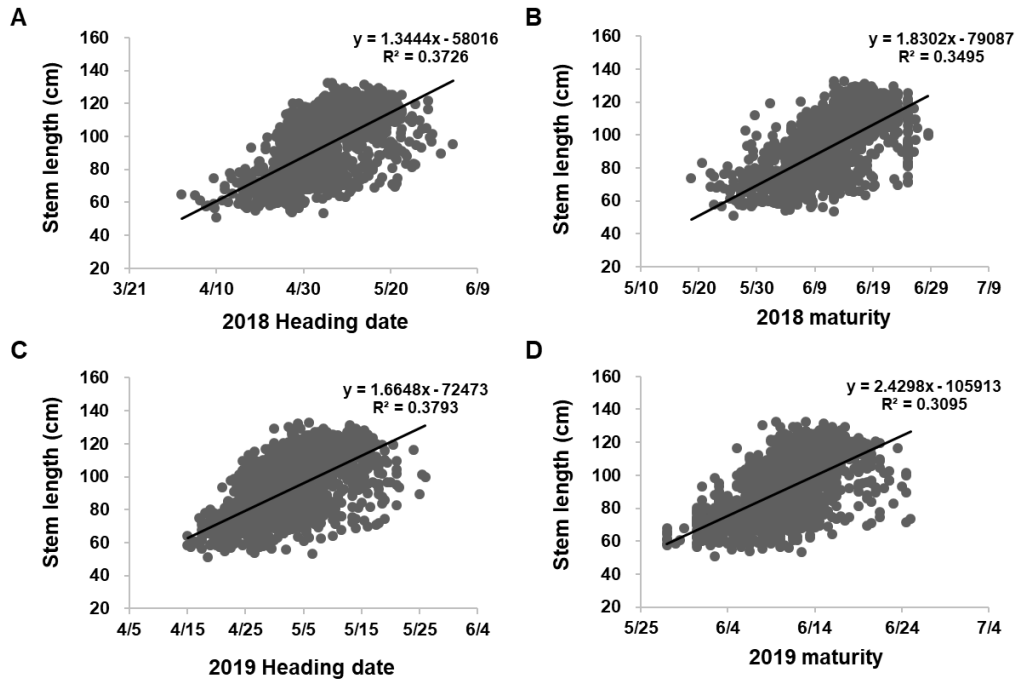 A
y = 1.3444x - 58016
R² = 0.3726
Stem length (cm)
160
140
120
100
80
60
40
20
3/21 4/10 4/30 5/20 6/9
2018 Heading date
B
y = 1.8302x - 79087
R² = 0.3495
Stem length (cm)
160
140
120
100
80
60
40
20
5/10 5/20 5/30 6/9 6/19 6/29 7/9
2018 maturity
C
y = 1.6648x - 72473
R² = 0.3793
Stem length (cm)
160
140
120
100
80
60
40
20
4/5 4/15 4/25 5/5 5/15 5/25 6/4
2019 Heading date
D
y = 2.4298x - 105913
R² = 0.3095
Stem length (cm)
160
140
120
100
80
60
40
20
5/25 6/4 6/14 6/24 7/4
2019 maturity